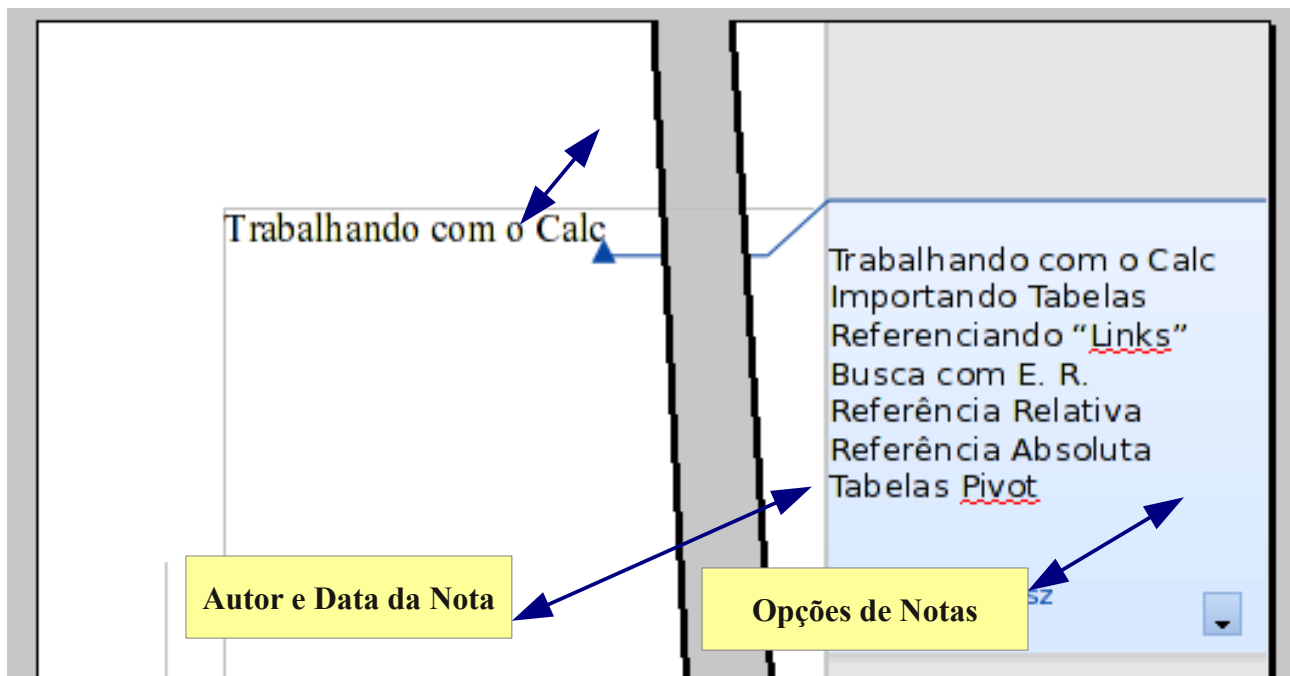 Trabalhando com o Calc
Trabalhando com o Calc
Importando Tabelas
Referenciando “Links”
Busca com E. R.
Referência Relativa
Referência Absoluta
Tabelas Pivot
Autor e Data da Nota
Opções de Notas